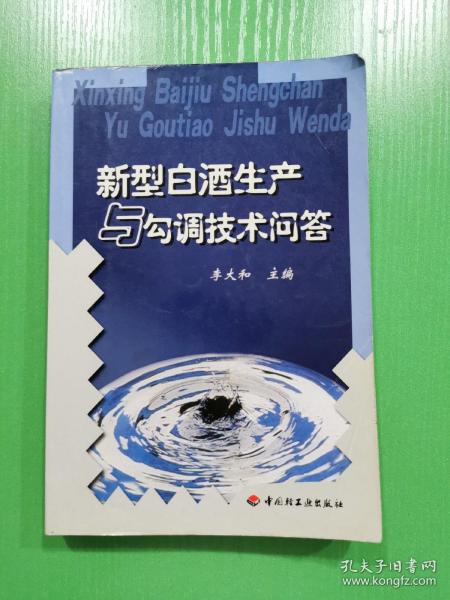 Xinxing Baijiu Shengchan
Yu Goutiao Jishu Wenda
新型白酒生产
与勾调技术问答
李大和 主编
中国轻工业出版社
孔夫子旧书网
www.kongfz.com